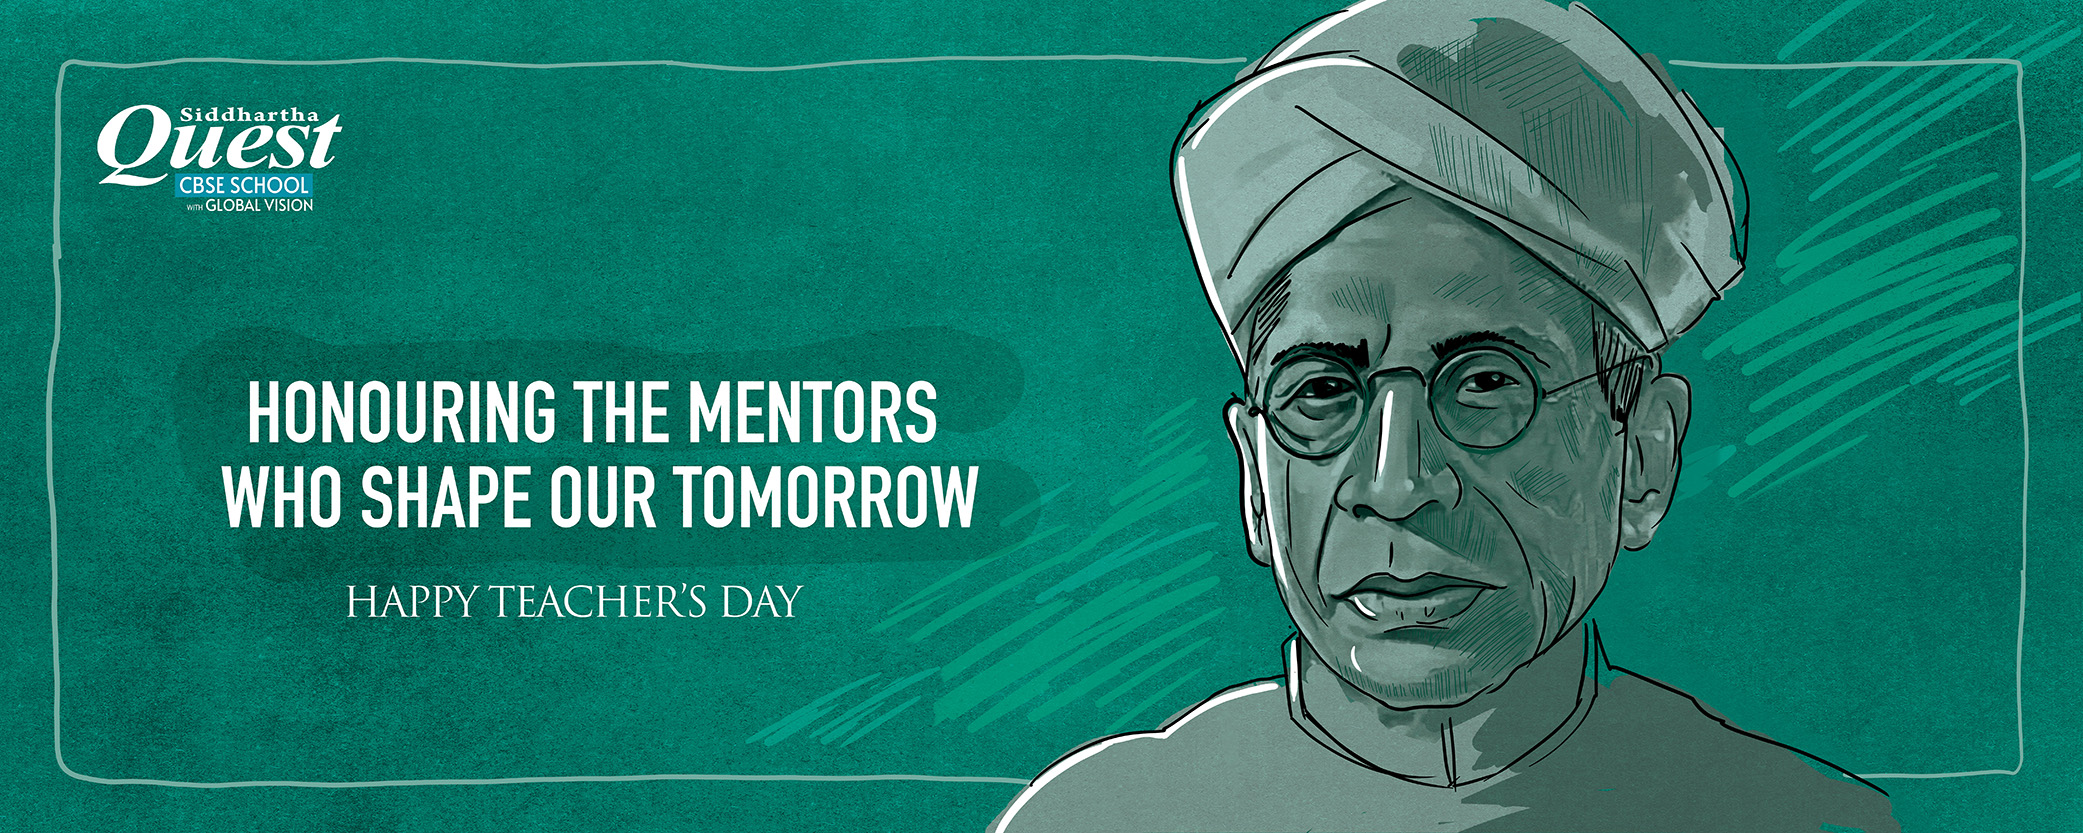 Siddhartha
Quest
CBSE SCHOOL
WITH GLOBAL VISION
HONOURING THE MENTORS
WHO SHAPE OUR TOMORROW
HAPPY TEACHER’S DAY